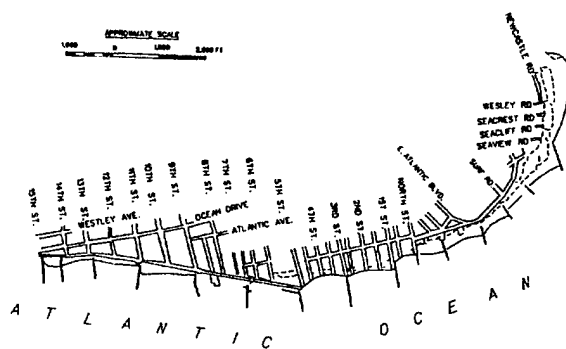 APPROXIMATE SCALE
1,000 0 1,000 2,000 FT
NEWCASTLE RD
WESLEY RD
SEACREST RD
SEACLIFF RD
SEAVIEW RD
SURF RD
E. ATLANTIC BLVD.
15TH ST.
14TH ST.
13TH ST.
12TH ST.
11TH ST.
10TH ST.
9TH ST.
8TH ST.
7TH ST.
6TH ST.
5TH ST.
4TH ST.
3RD ST.
2ND ST.
1ST ST.
NORTH ST.
WESTLEY AVE.
OCEAN DRIVE
ATLANTIC AVE.
ATLANTIC OCEAN